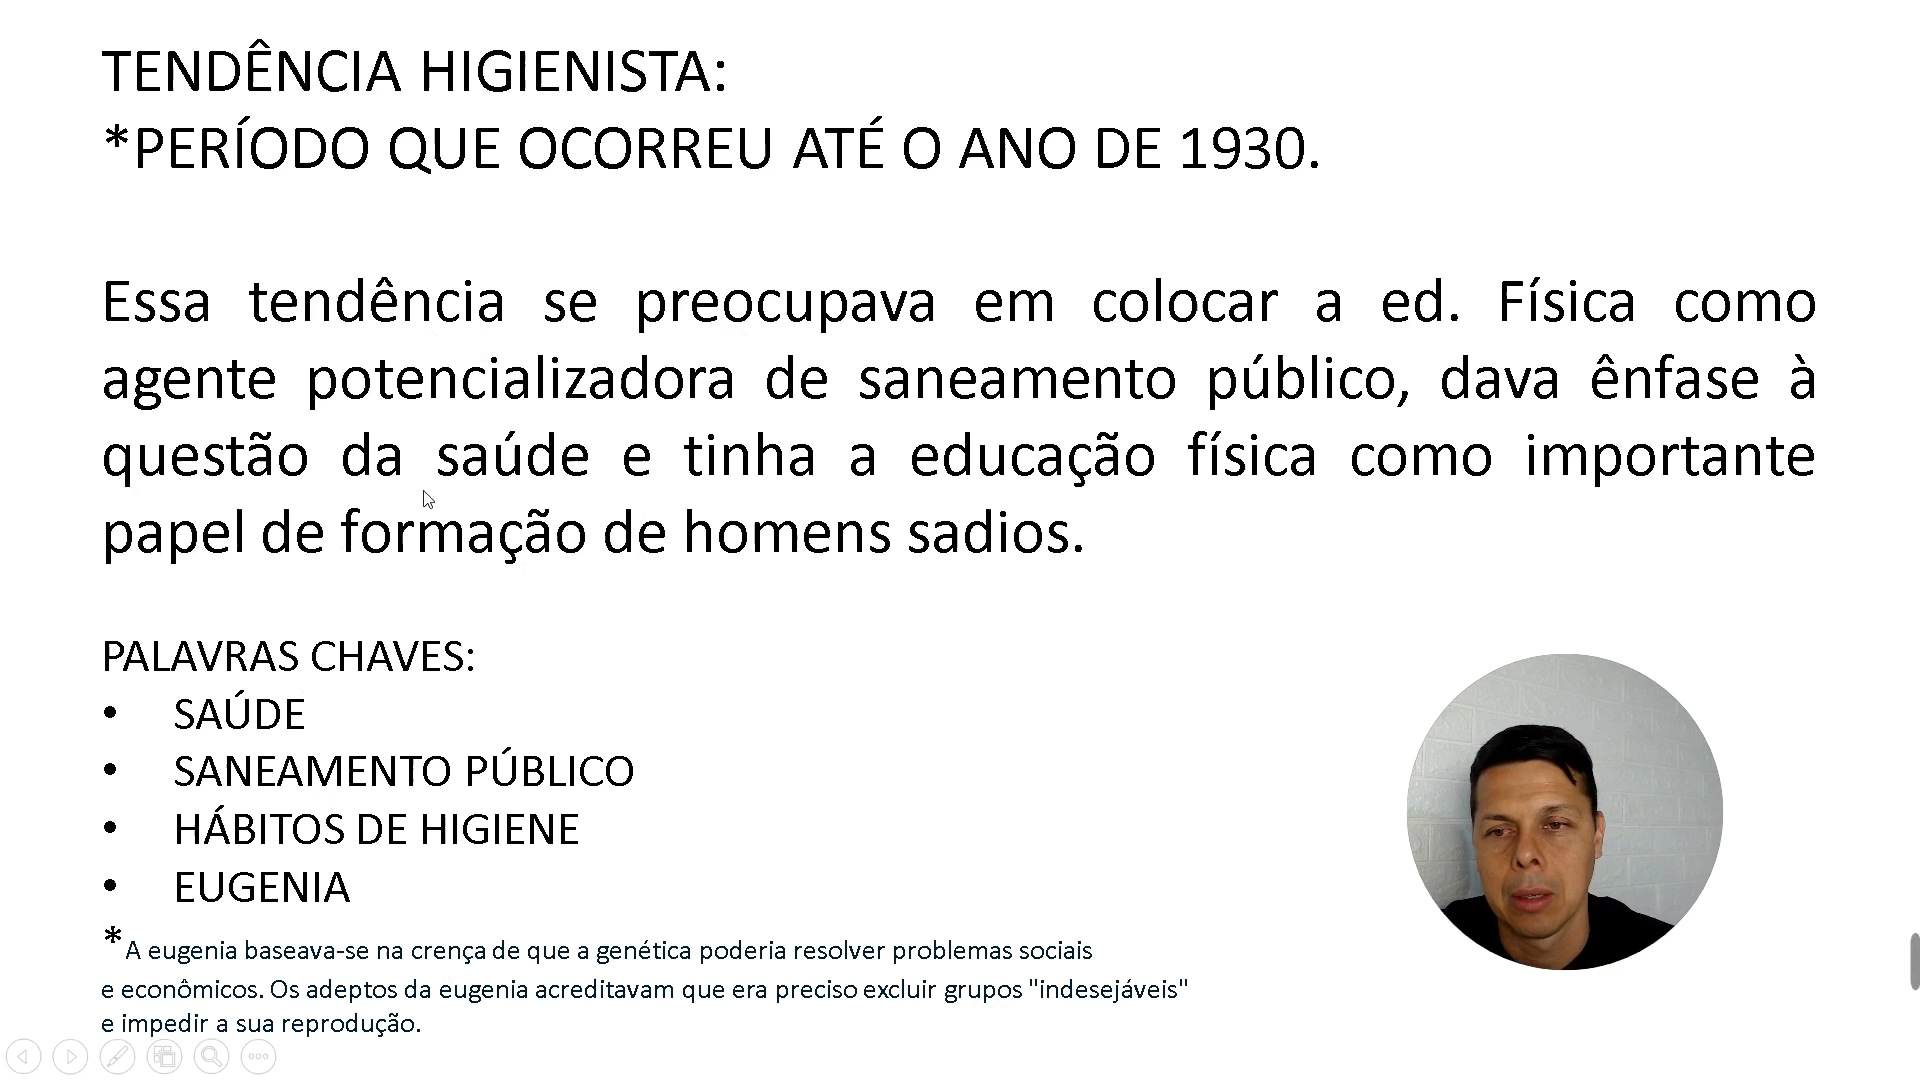 TENDÊNCIA HIGIENISTA:
*PERÍODO QUE OCORREU ATÉ O ANO DE 1930.
Essa tendência se preocupava em colocar a ed. Física como
agente potencializadora de saneamento público, dava ênfase à
questão da saúde e tinha a educação física como importante
papel de formação de homens sadios.
PALAVRAS CHAVES:
• SAÚDE
• SANEAMENTO PÚBLICO
• HÁBITOS DE HIGIENE
• EUGENIA
*A eugenia baseava-se na crença de que a genética poderia resolver problemas sociais
e econômicos. Os adeptos da eugenia acreditavam que era preciso excluir grupos "indesejáveis"
e impedir a sua reprodução.